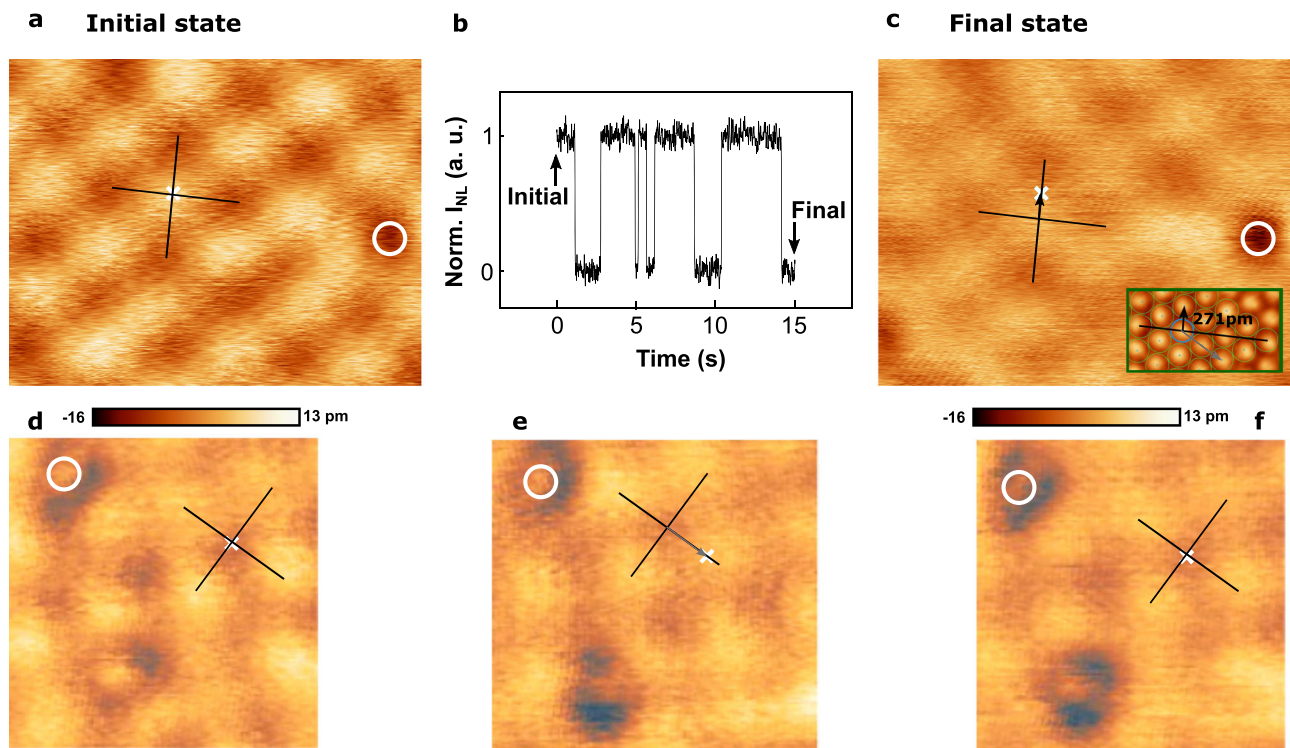 a Initial state
b
c Final state
Norm. I_NL (a. u.)
1
0
Initial
Final
0 5 10 15
Time (s)
271pm
-16 13 pm
-16 13 pm
d
e
f